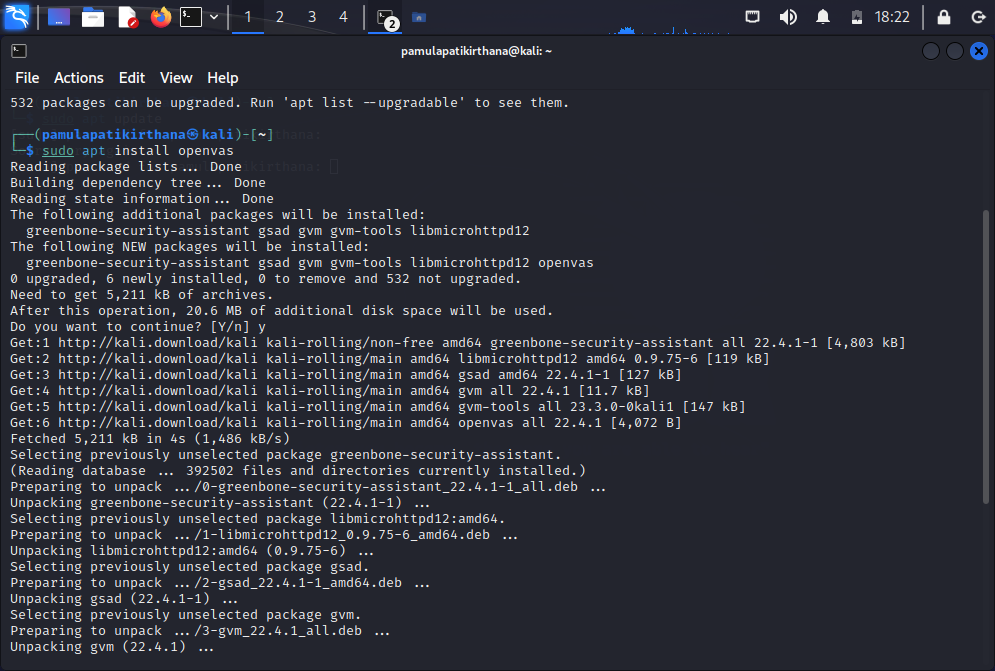 1 2 3 4 2 18:22
pamulapatikirthana@kali: ~
File Actions Edit View Help
532 packages can be upgraded. Run 'apt list --upgradable' to see them.
┌──(pamulapatikirthana㉿kali)-[~]
└─$ sudo apt install openvas
Reading package lists... Done
Building dependency tree... Done
Reading state information... Done
The following additional packages will be installed:
  greenbone-security-assistant gsad gvm gvm-tools libmicrohttpd12
The following NEW packages will be installed:
  greenbone-security-assistant gsad gvm gvm-tools libmicrohttpd12 openvas
0 upgraded, 6 newly installed, 0 to remove and 532 not upgraded.
Need to get 5,211 kB of archives.
After this operation, 20.6 MB of additional disk space will be used.
Do you want to continue? [Y/n] y
Get:1 http://kali.download/kali kali-rolling/non-free amd64 greenbone-security-assistant all 22.4.1-1 [4,803 kB]
Get:2 http://kali.download/kali kali-rolling/main amd64 libmicrohttpd12 amd64 0.9.75-6 [119 kB]
Get:3 http://kali.download/kali kali-rolling/main amd64 gsad amd64 22.4.1-1 [127 kB]
Get:4 http://kali.download/kali kali-rolling/main amd64 gvm all 22.4.1 [11.7 kB]
Get:5 http://kali.download/kali kali-rolling/main amd64 gvm-tools all 23.3.0-0kali1 [147 kB]
Get:6 http://kali.download/kali kali-rolling/main amd64 openvas all 22.4.1 [4,072 B]
Fetched 5,211 kB in 4s (1,486 kB/s)
Selecting previously unselected package greenbone-security-assistant.
(Reading database ... 392502 files and directories currently installed.)
Preparing to unpack .../0-greenbone-security-assistant_22.4.1-1_all.deb ...
Unpacking greenbone-security-assistant (22.4.1-1) ...
Selecting previously unselected package libmicrohttpd12:amd64.
Preparing to unpack .../1-libmicrohttpd12_0.9.75-6_amd64.deb ...
Unpacking libmicrohttpd12:amd64 (0.9.75-6) ...
Selecting previously unselected package gsad.
Preparing to unpack .../2-gsad_22.4.1-1_amd64.deb ...
Unpacking gsad (22.4.1-1) ...
Selecting previously unselected package gvm.
Preparing to unpack .../3-gvm_22.4.1_all.deb ...
Unpacking gvm (22.4.1) ...